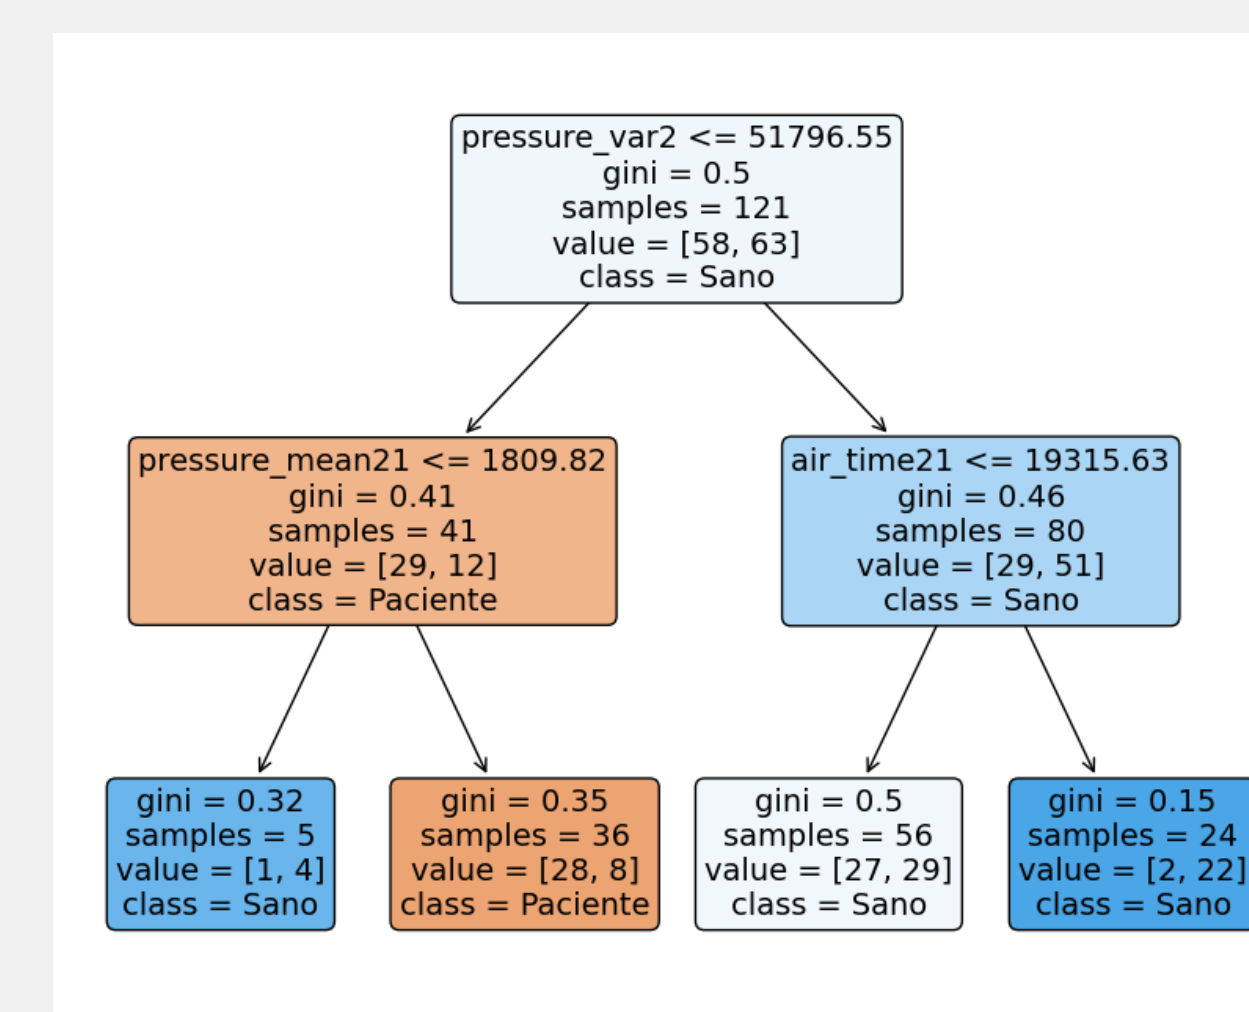 pressure_var2 <= 51796.55
gini = 0.5
samples = 121
value = [58, 63]
class = Sano
pressure_mean21 <= 1809.82
gini = 0.41
samples = 41
value = [29, 12]
class = Paciente
air_time21 <= 19315.63
gini = 0.46
samples = 80
value = [29, 51]
class = Sano
gini = 0.32
samples = 5
value = [1, 4]
class = Sano
gini = 0.35
samples = 36
value = [28, 8]
class = Paciente
gini = 0.5
samples = 56
value = [27, 29]
class = Sano
gini = 0.15
samples = 24
value = [2, 22]
class = Sano